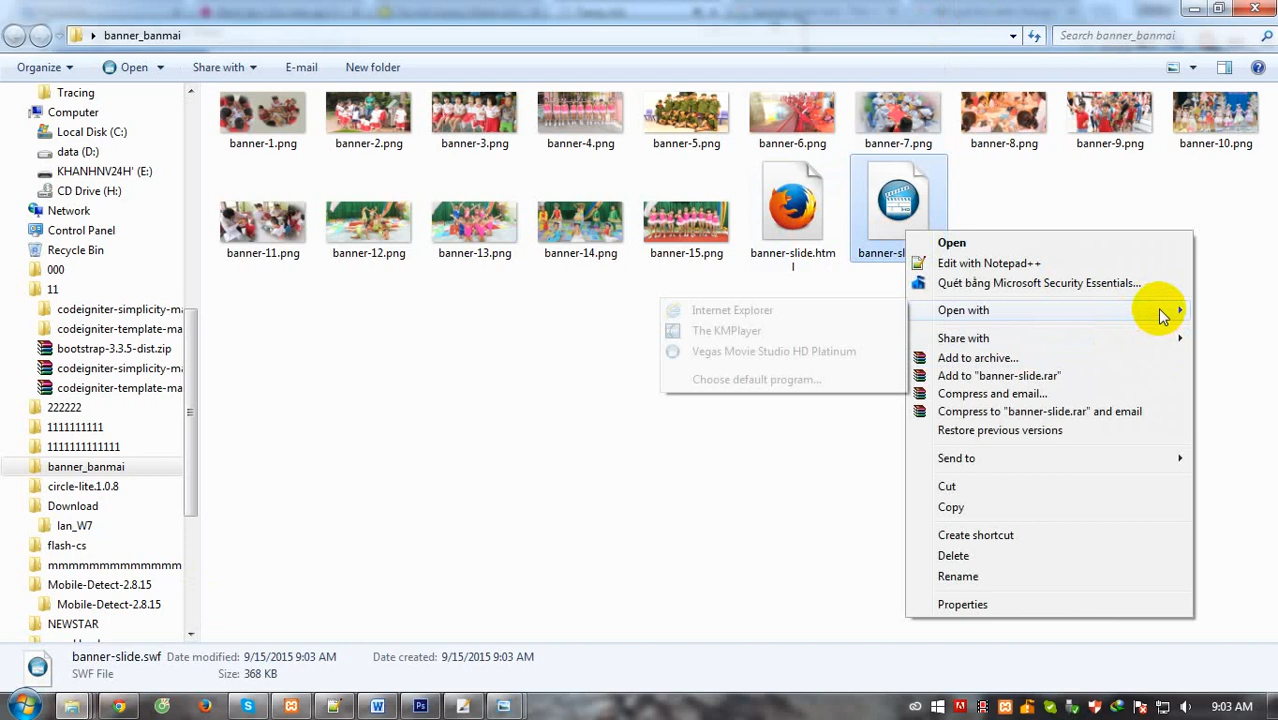 banner_banmai
Search banner_banmai
Organize
Open
Share with
E-mail
New folder
Tracing
Computer
Local Disk (C:)
data (D:)
KHANHNV24H' (E:)
CD Drive (H:)
Network
Control Panel
Recycle Bin
000
11
codeigniter-simplicity-ma
codeigniter-template-ma
bootstrap-3.3.5-dist.zip
codeigniter-simplicity-ma
codeigniter-template-ma
222222
1111111111
1111111111111
banner_banmai
circle-lite.1.0.8
Download
lan_W7
flash-cs
mmmmmmmmmmmm
Mobile-Detect-2.8.15
Mobile-Detect-2.8.15
NEWSTAR
banner-1.png
banner-2.png
banner-3.png
banner-4.png
banner-5.png
banner-6.png
banner-7.png
banner-8.png
banner-9.png
banner-10.png
banner-11.png
banner-12.png
banner-13.png
banner-14.png
banner-15.png
banner-slide.htm
l
banner-sl
Open
Edit with Notepad++
Quét bằng Microsoft Security Essentials...
Open with
Share with
Add to archive...
Add to "banner-slide.rar"
Compress and email...
Compress to "banner-slide.rar" and email
Restore previous versions
Send to
Cut
Copy
Create shortcut
Delete
Rename
Properties
Internet Explorer
The KMPlayer
Vegas Movie Studio HD Platinum
Choose default program...
banner-slide.swf
Date modified: 9/15/2015 9:03 AM
Date created: 9/15/2015 9:03 AM
SWF File
Size: 368 KB
9:03 AM